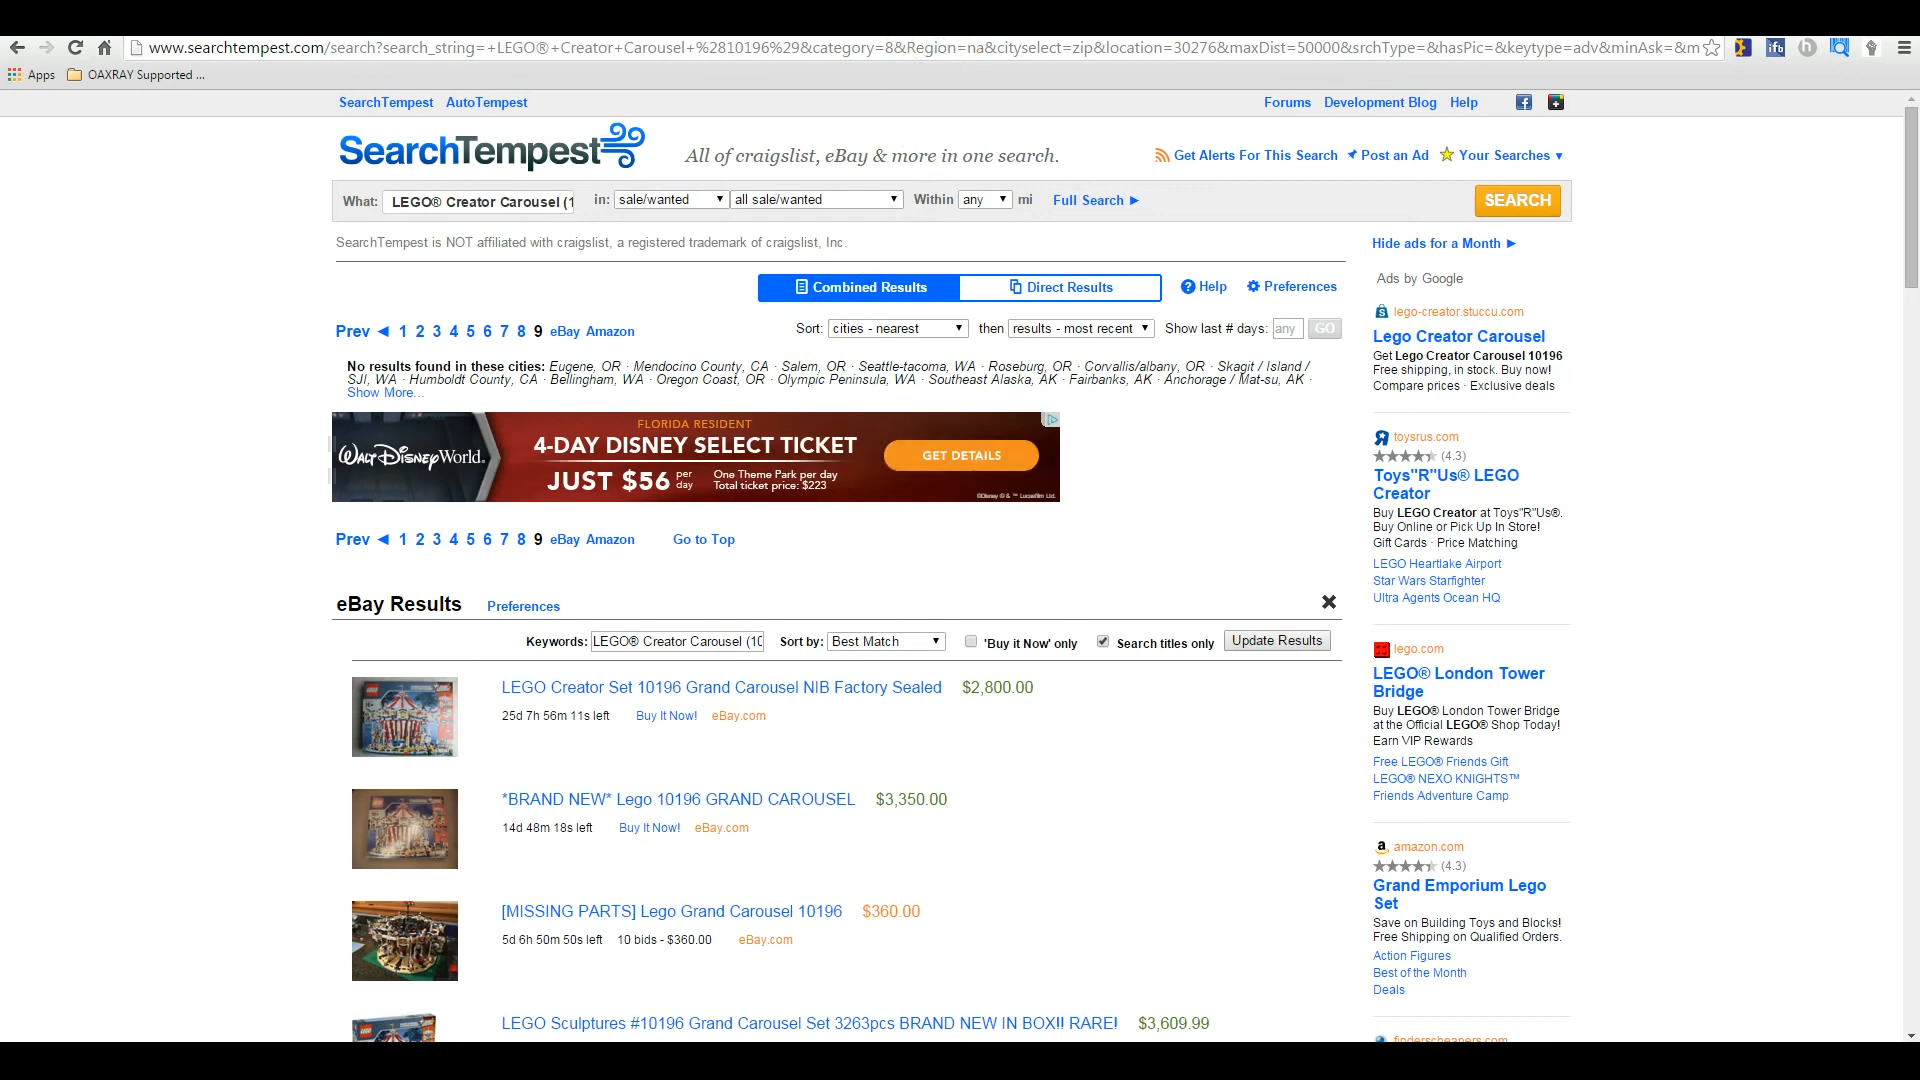 www.searchtempest.com/search?search_string=+LEGO®+Creator+Carousel+%2810196%29&category=8&Region=na&cityselect=zip&location=30276&maxDist=50000&srchType=&hasPic=&keytype=adv&minAsk=&m
Apps OAXRAY Supported ...
SearchTempest AutoTempest Forums Development Blog Help
SearchTempest
All of craigslist, eBay & more in one search.
Get Alerts For This Search Post an Ad Your Searches ▼
What: LEGO® Creator Carousel (1 in: sale/wanted all sale/wanted Within any mi Full Search ► SEARCH
SearchTempest is NOT affiliated with craigslist, a registered trademark of craigslist, Inc.
Combined Results Direct Results Help Preferences
Prev ◄ 1 2 3 4 5 6 7 8 9 eBay Amazon
Sort: cities - nearest then results - most recent Show last # days: any GO
No results found in these cities: Eugene, OR · Mendocino County, CA · Salem, OR · Seattle-tacoma, WA · Roseburg, OR · Corvallis/albany, OR · Skagit / Island /
SJI, WA · Humboldt County, CA · Bellingham, WA · Oregon Coast, OR · Olympic Peninsula, WA · Southeast Alaska, AK · Fairbanks, AK · Anchorage / Mat-su, AK ·
Show More...
WALT DISNEY World.
FLORIDA RESIDENT
4-DAY DISNEY SELECT TICKET
JUST $56 per day
One Theme Park per day
Total ticket price: $223
GET DETAILS
©Disney © & ™ Lucasfilm Ltd.
Prev ◄ 1 2 3 4 5 6 7 8 9 eBay Amazon Go to Top
eBay Results Preferences
Keywords: LEGO® Creator Carousel (10 Sort by: Best Match 'Buy it Now' only Search titles only Update Results
LEGO Creator Set 10196 Grand Carousel NIB Factory Sealed $2,800.00
25d 7h 56m 11s left Buy It Now! eBay.com
*BRAND NEW* Lego 10196 GRAND CAROUSEL $3,350.00
14d 48m 18s left Buy It Now! eBay.com
[MISSING PARTS] Lego Grand Carousel 10196 $360.00
5d 6h 50m 50s left 10 bids - $360.00 eBay.com
LEGO Sculptures #10196 Grand Carousel Set 3263pcs BRAND NEW IN BOX!! RARE! $3,609.99
Hide ads for a Month ►
Ads by Google
lego-creator.stuccu.com
Lego Creator Carousel
Get Lego Creator Carousel 10196
Free shipping, in stock. Buy now!
Compare prices · Exclusive deals
toysrus.com
(4.3)
Toys"R"Us® LEGO
Creator
Buy LEGO Creator at Toys"R"Us®.
Buy Online or Pick Up In Store!
Gift Cards · Price Matching
LEGO Heartlake Airport
Star Wars Starfighter
Ultra Agents Ocean HQ
lego.com
LEGO® London Tower
Bridge
Buy LEGO® London Tower Bridge
at the Official LEGO® Shop Today!
Earn VIP Rewards
Free LEGO® Friends Gift
LEGO® NEXO KNIGHTS™
Friends Adventure Camp
amazon.com
(4.3)
Grand Emporium Lego
Set
Save on Building Toys and Blocks!
Free Shipping on Qualified Orders.
Action Figures
Best of the Month
Deals
finderscheapers.com